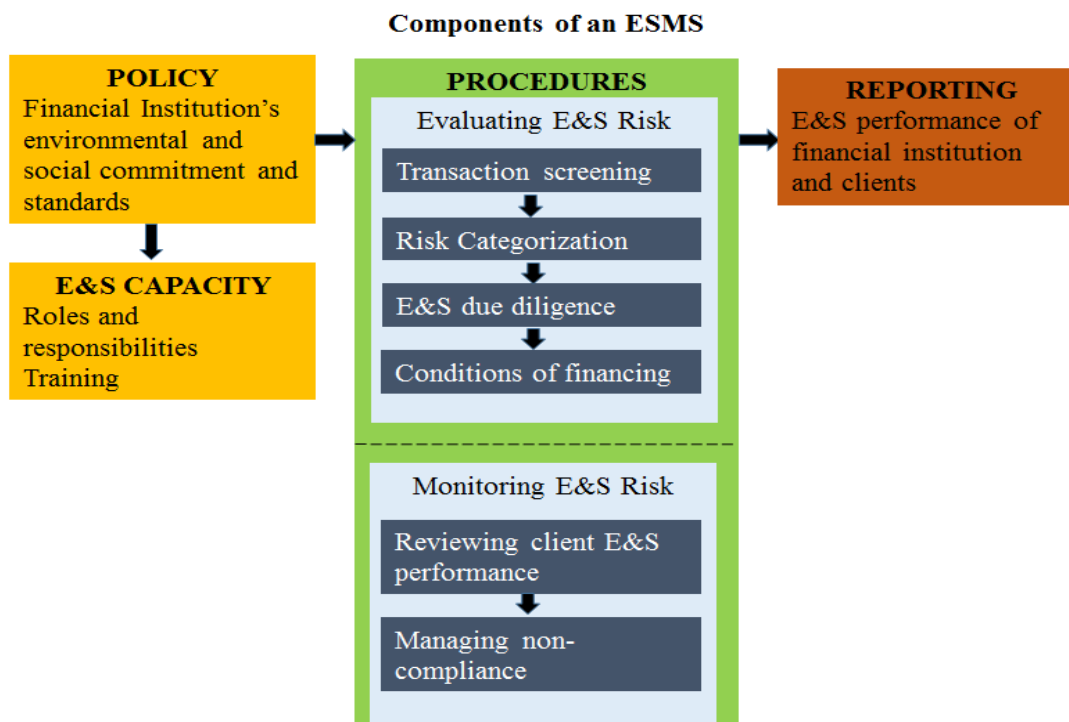 Components of an ESMS
POLICY
Financial Institution's
environmental and
social commitment and
standards
E&S CAPACITY
Roles and
responsibilities
Training
PROCEDURES
Evaluating E&S Risk
Transaction screening
Risk Categorization
E&S due diligence
Conditions of financing
Monitoring E&S Risk
Reviewing client E&S
performance
Managing non-
compliance
REPORTING
E&S performance of
financial institution
and clients